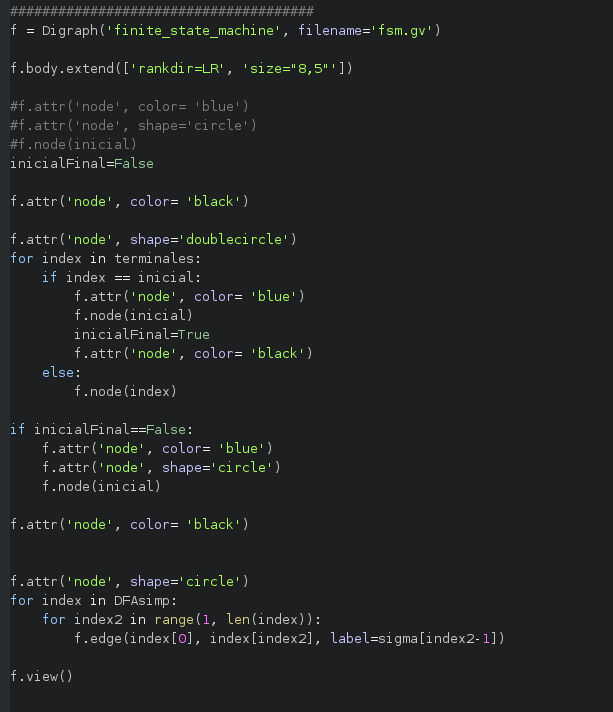 ######################################
f = Digraph('finite_state_machine', filename='fsm.gv')
f.body.extend(['rankdir=LR', 'size="8,5"'])
#f.attr('node', color= 'blue')
#f.attr('node', shape='circle')
#f.node(inicial)
inicialFinal=False
f.attr('node', color= 'black')
f.attr('node', shape='doublecircle')
for index in terminales:
    if index == inicial:
        f.attr('node', color= 'blue')
        f.node(inicial)
        inicialFinal=True
        f.attr('node', color= 'black')
    else:
        f.node(index)
if inicialFinal==False:
    f.attr('node', color= 'blue')
    f.attr('node', shape='circle')
    f.node(inicial)
f.attr('node', color= 'black')
f.attr('node', shape='circle')
for index in DFAsimp:
    for index2 in range(1, len(index)):
        f.edge(index[0], index[index2], label=sigma[index2-1])
f.view()